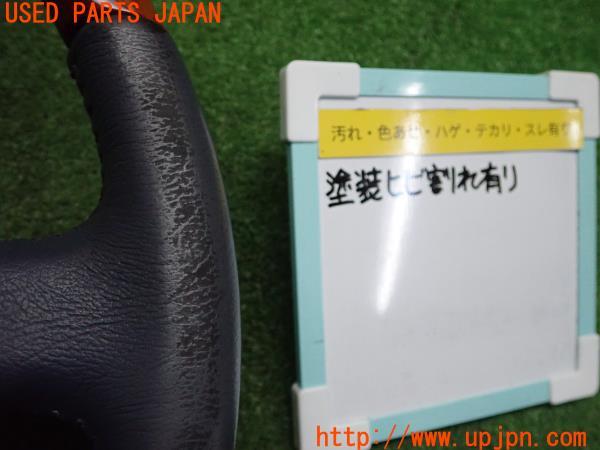 USED PARTS JAPAN
汚れ・色あせ・ハゲ・テカリ・スレ有り
塗装ヒビ割れ有り
http://www.upjpn.com